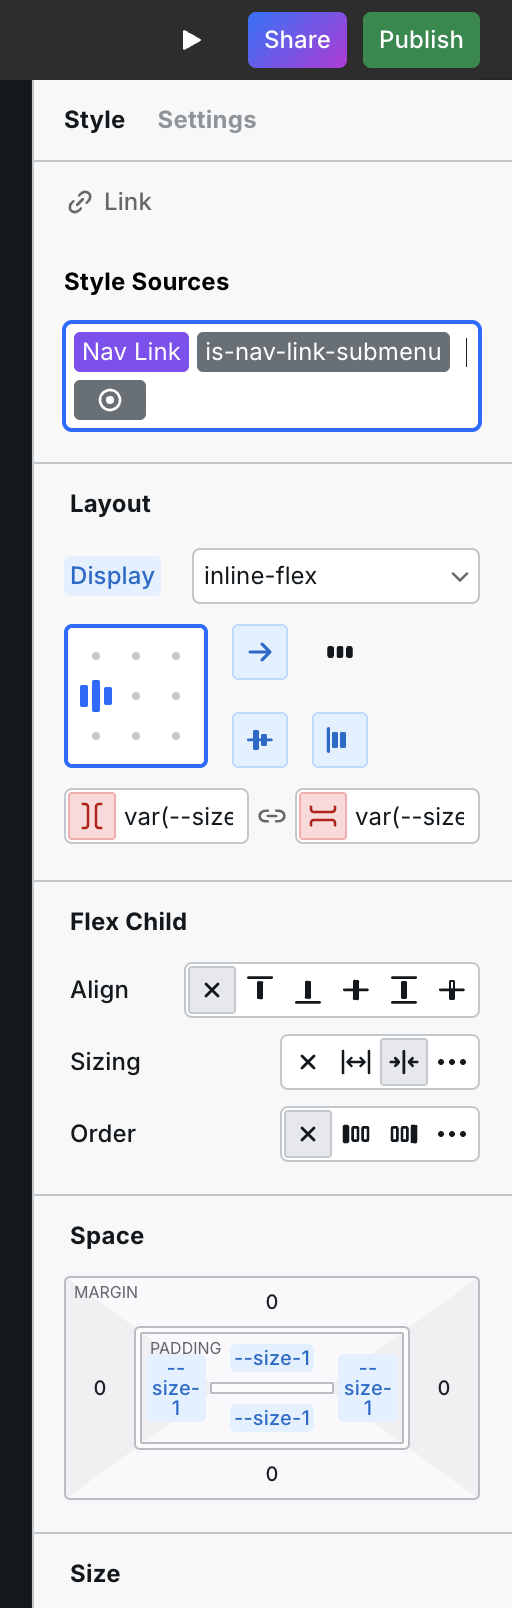 Share Publish
Style Settings
Link
Style Sources
Nav Link is-nav-link-submenu
Layout
Display inline-flex
var(--size var(--size
Flex Child
Align
Sizing
Order
Space
MARGIN
0
PADDING
--size-1
0 --size-1 --size-1 0
--size-1
0
Size